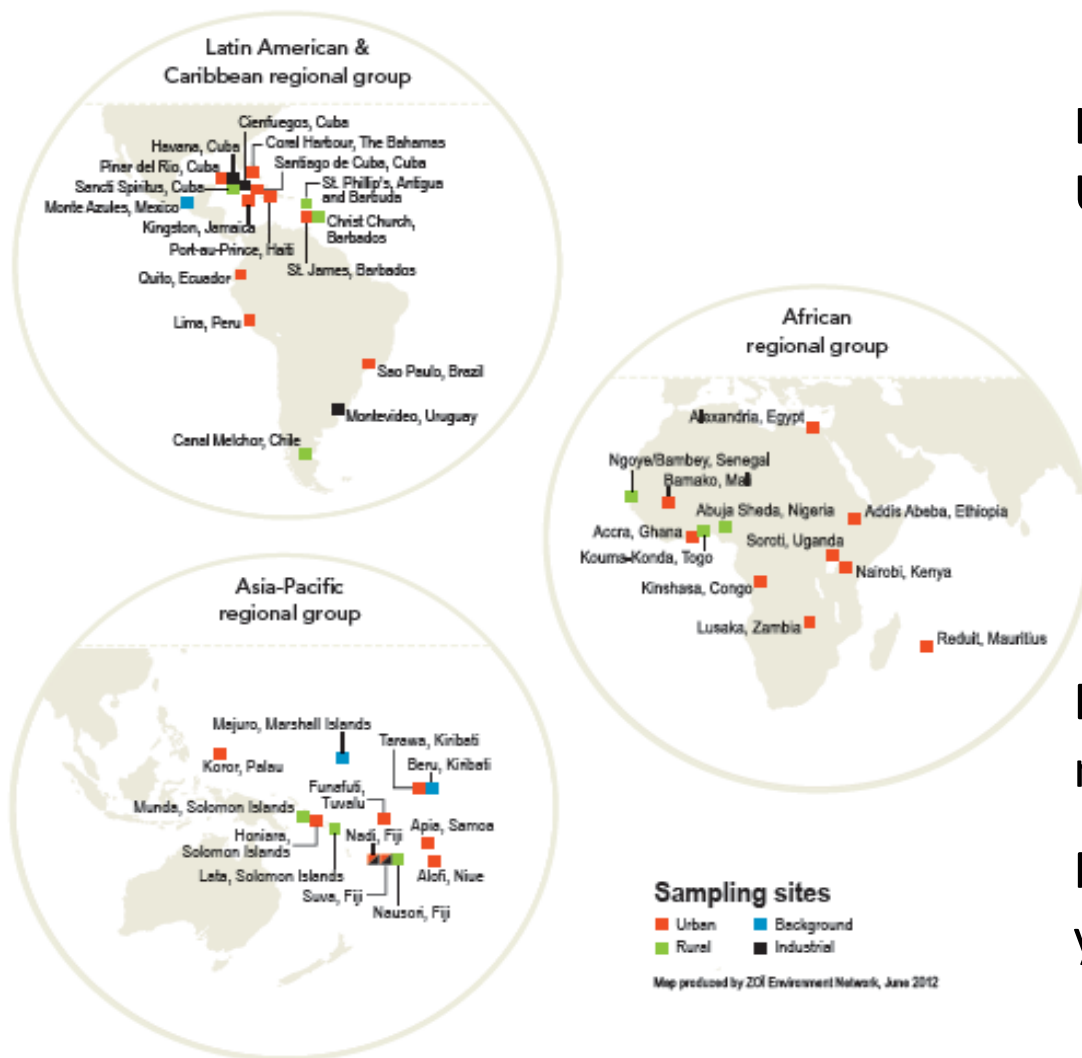 Latin American &
Caribbean regional group
Cienfuegos, Cuba
Havana, Cuba
Coral Harbour, The Bahamas
Pinar del Rio, Cuba
Santiago de Cuba, Cuba
Sancti Spiritus, Cuba
St. Phillip's, Antigua
and Barbuda
Monte Azules, Mexico
Kingston, Jamaica
Christ Church,
Barbados
Port-au-Prince, Haiti
St. James, Barbados
Quito, Ecuador
Lima, Peru
Sao Paulo, Brazil
Montevideo, Uruguay
Canal Melchor, Chile
African
regional group
Alexandria, Egypt
Ngoye/Bambey, Senegal
Bamako, Mali
Abuja Sheda, Nigeria
Addis Abeba, Ethiopia
Accra, Ghana
Soroti, Uganda
Kouma-Konda, Togo
Nairobi, Kenya
Kinshasa, Congo
Lusaka, Zambia
Reduit, Mauritius
Asia-Pacific
regional group
Majuro, Marshall Islands
Tarawa, Kiribati
Koror, Palau
Beru, Kiribati
Funafuti,
Tuvalu
Munda, Solomon Islands
Apia, Samoa
Honiara,
Solomon Islands
Nadi, Fiji
Lata, Solomon Islands
Alofi, Niue
Suva, Fiji
Nausori, Fiji
Sampling sites
Urban
Background
Rural
Industrial
Map produced by ZOÏ Environment Network, June 2012